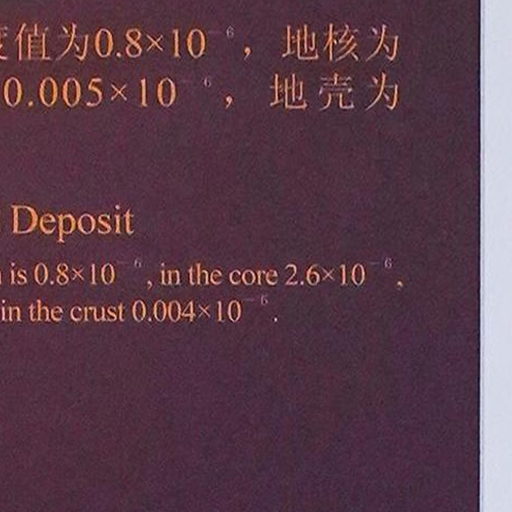 值为0.8×10⁻⁶，地核为
0.005×10⁻⁶，地壳为
Deposit
is 0.8×10⁻⁶, in the core 2.6×10⁻⁶,
in the crust 0.004×10⁻⁶.